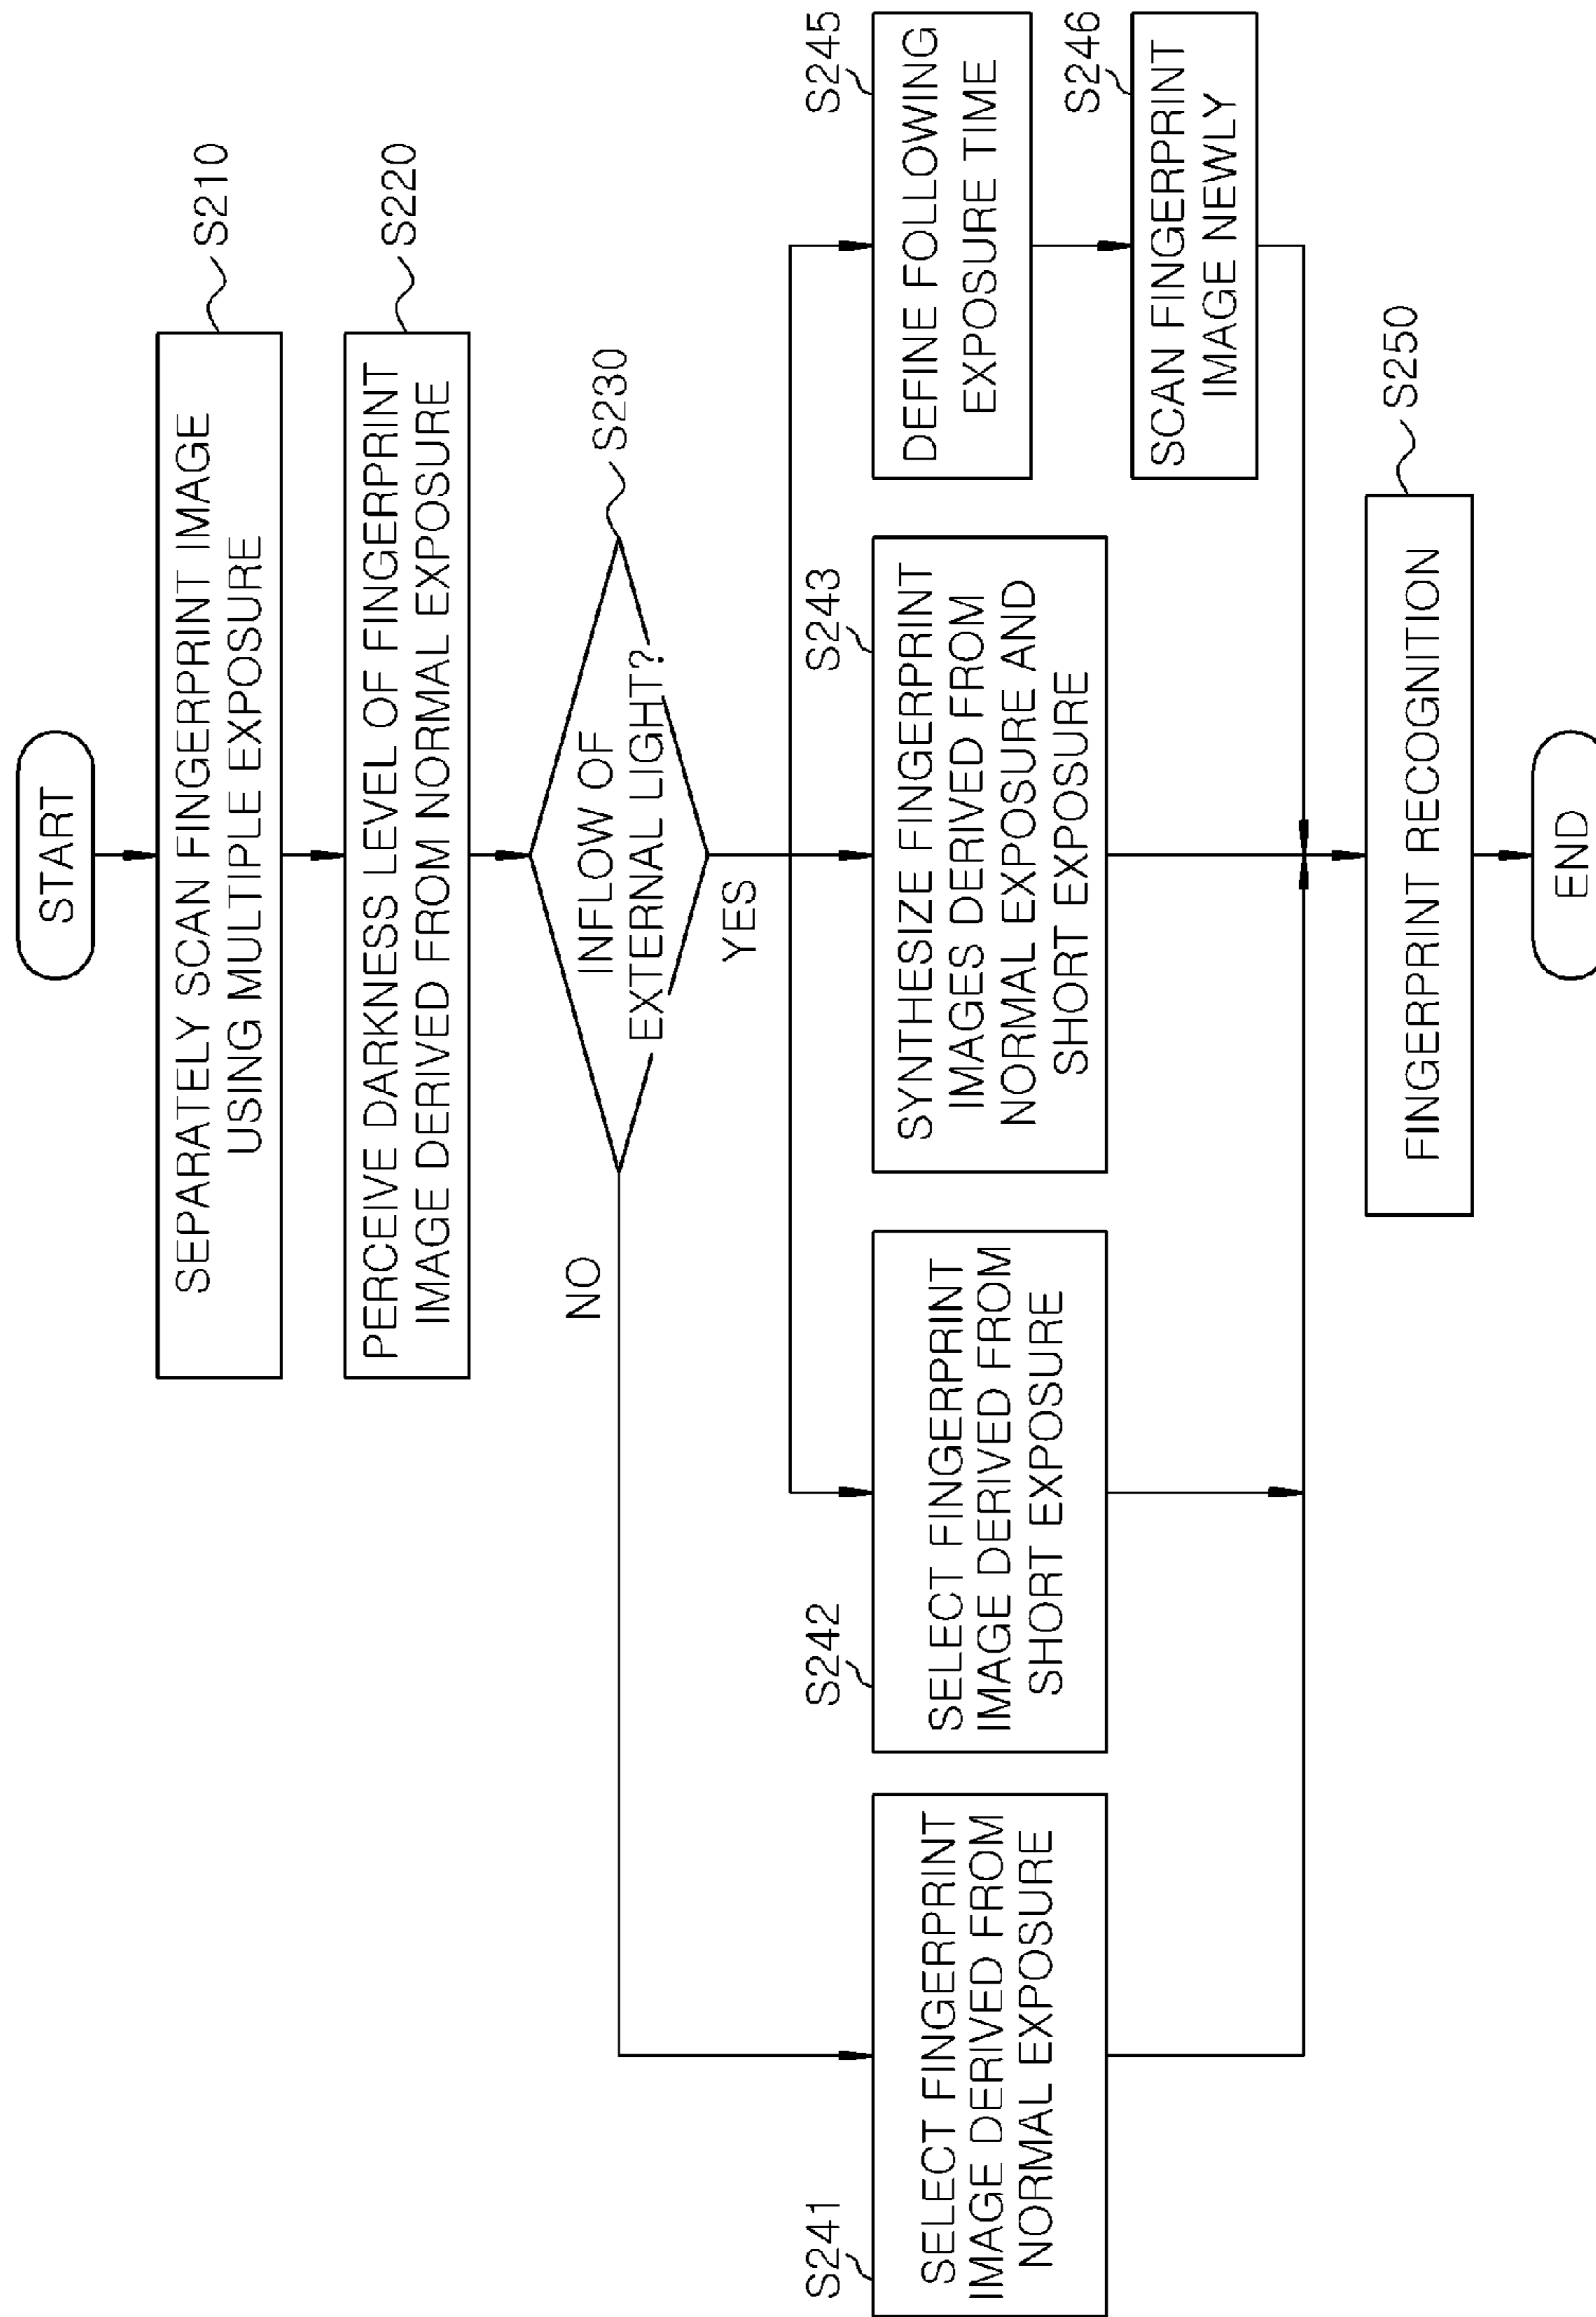 START
SEPARATELY SCAN FINGERPRINT IMAGE
USING MULTIPLE EXPOSURE
S210
PERCEIVE DARKNESS LEVEL OF FINGERPRINT
IMAGE DERIVED FROM NORMAL EXPOSURE
S220
INFLOW OF
EXTERNAL LIGHT?
S230
NO
YES
S241
SELECT FINGERPRINT
IMAGE DERIVED FROM
NORMAL EXPOSURE
S242
SELECT FINGERPRINT
IMAGE DERIVED FROM
SHORT EXPOSURE
S243
SYNTHESIZE FINGERPRINT
IMAGES DERIVED FROM
NORMAL EXPOSURE AND
SHORT EXPOSURE
S245
DEFINE FOLLOWING
EXPOSURE TIME
S246
SCAN FINGERPRINT
IMAGE NEWLY
FINGERPRINT RECOGNITION
S250
END